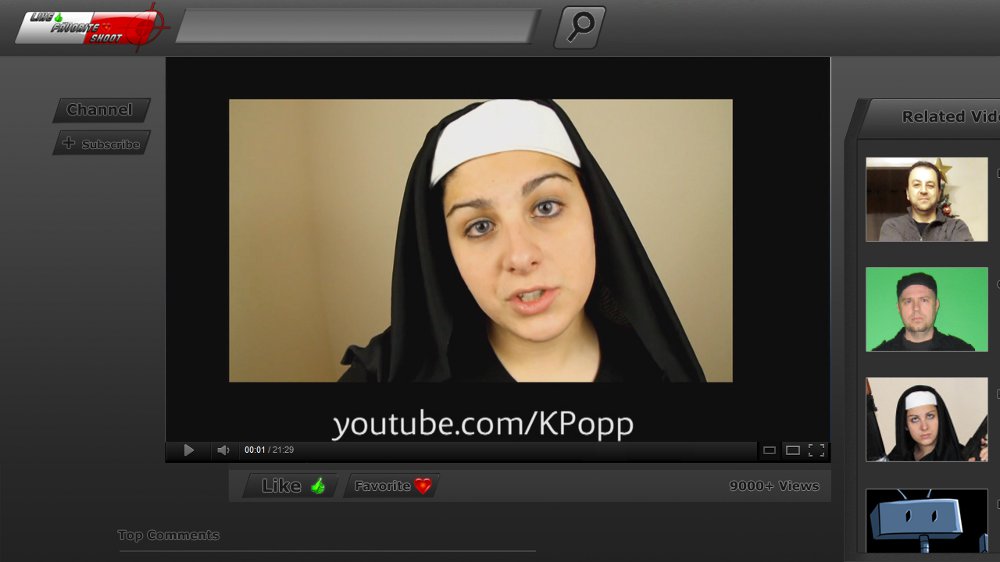 LIKE
FAVORITE
SHOOT
Channel
+ Subscribe
Related Vid
youtube.com/KPopp
00:01 / 21:29
Like
Favorite
9000+ Views
Top Comments